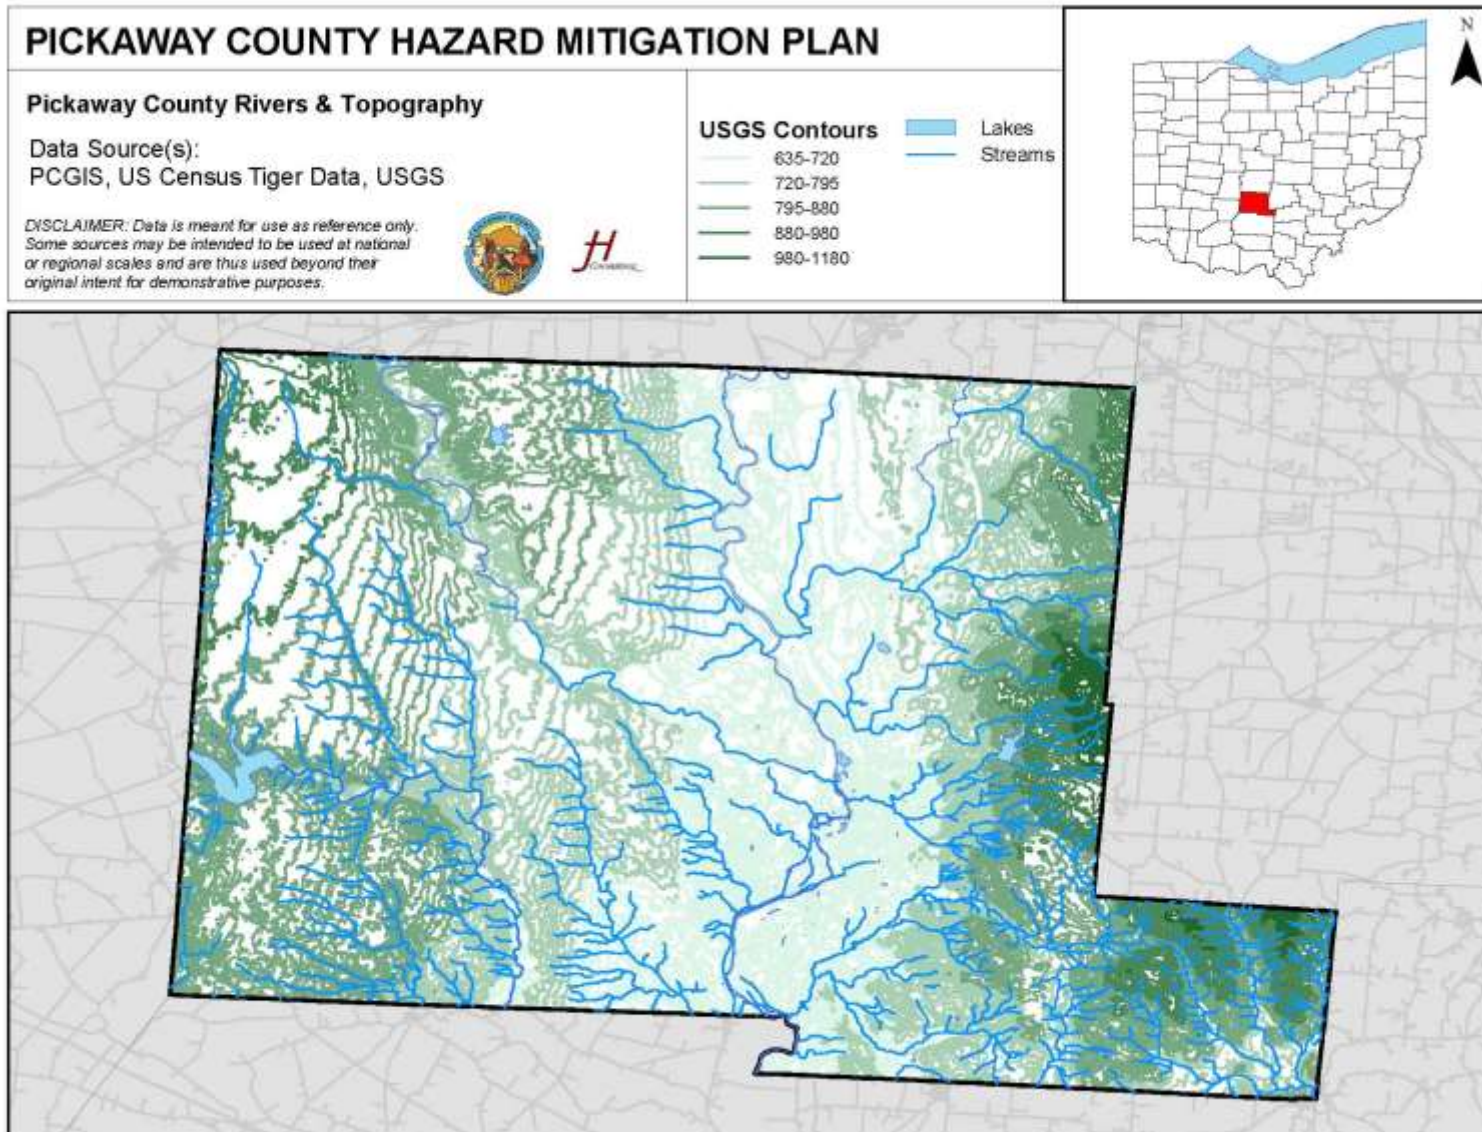 PICKAWAY COUNTY HAZARD MITIGATION PLAN
Pickaway County Rivers & Topography
Data Source(s):
PCGIS, US Census Tiger Data, USGS
DISCLAIMER: Data is meant for use as reference only.
Some sources may be intended to be used at national
or regional scales and are thus used beyond their
original intent for demonstrative purposes.
JH
USGS Contours
635-720
720-795
795-880
880-980
980-1180
Lakes
Streams
N